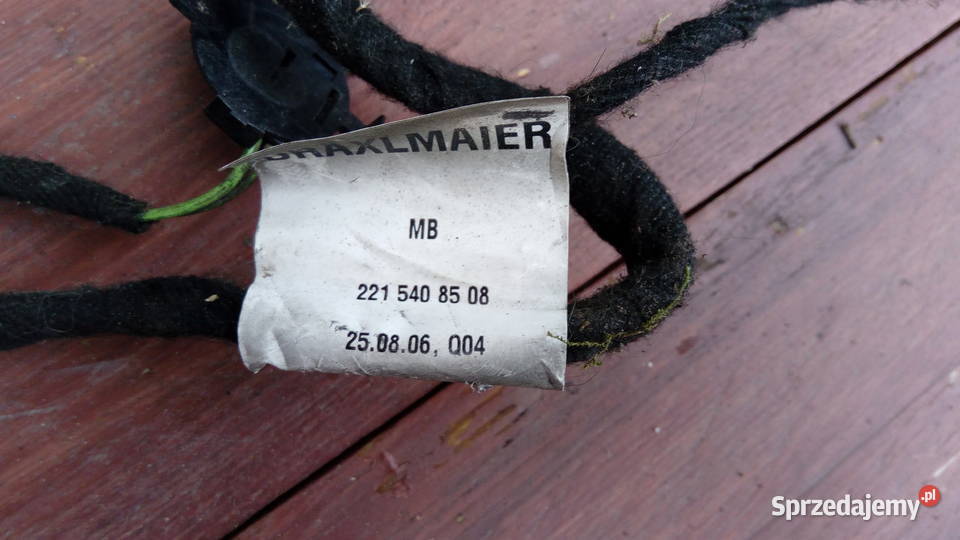 DRAXLMAIER
MB
221 540 85 08
25.08.06, Q04
Sprzedajemy.pl